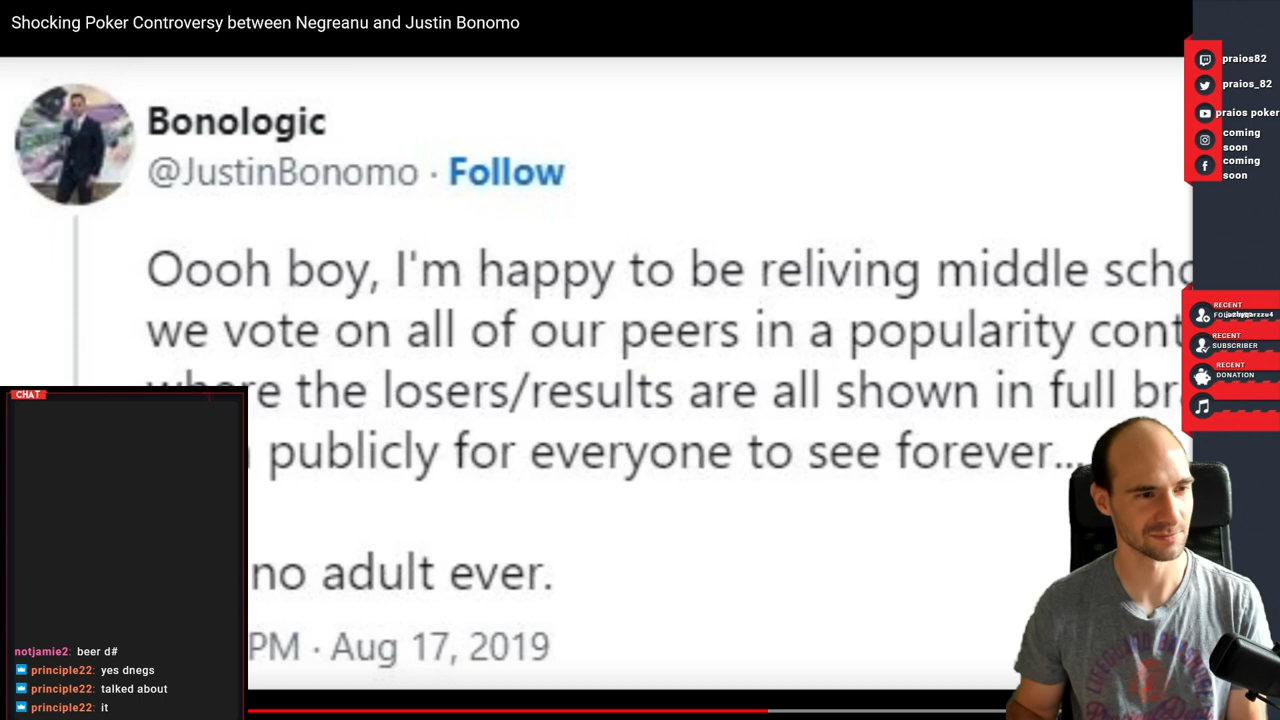 Shocking Poker Controversy between Negreanu and Justin Bonomo
Bonologic
@JustinBonomo · Follow
Oooh boy, I'm happy to be reliving middle scho
we vote on all of our peers in a popularity cont
where the losers/results are all shown in full br
publicly for everyone to see forever...
no adult ever.
PM · Aug 17, 2019
CHAT
notjamie2: beer d#
principle22: yes dnegs
principle22: talked about
principle22: it
praios82
praios_82
praios poker
coming
soon
coming
soon
RECENT
RECENT
SUBSCRIBER
RECENT
DONATION